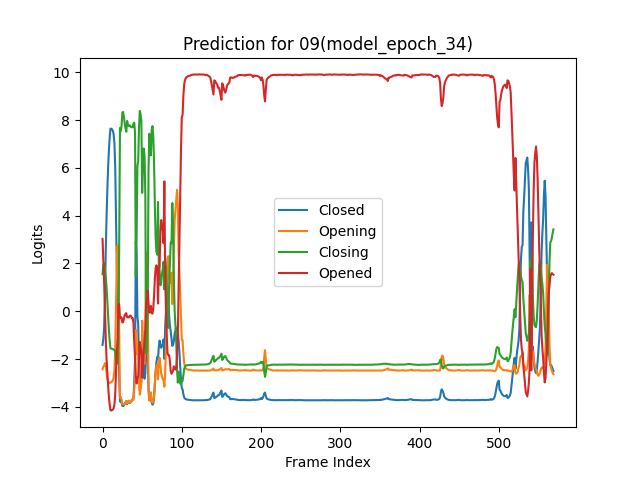 Prediction for 09(model_epoch_34)
10
8
6
4
2
0
−2
−4
Logits
Closed
Opening
Closing
Opened
0 100 200 300 400 500
Frame Index